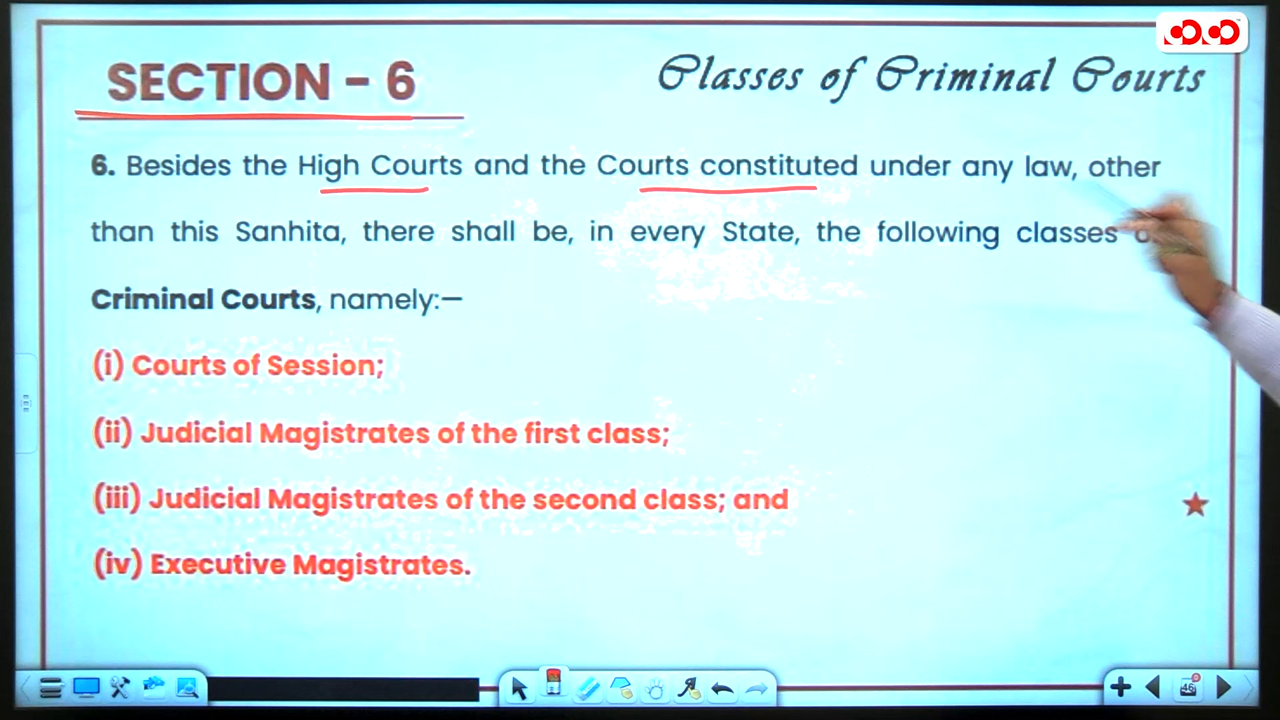 SECTION - 6
Classes of Criminal Courts
6. Besides the High Courts and the Courts constituted under any law, other
than this Sanhita, there shall be, in every State, the following classes
Criminal Courts, namely:—
(i) Courts of Session;
(ii) Judicial Magistrates of the first class;
(iii) Judicial Magistrates of the second class; and
(iv) Executive Magistrates.
46